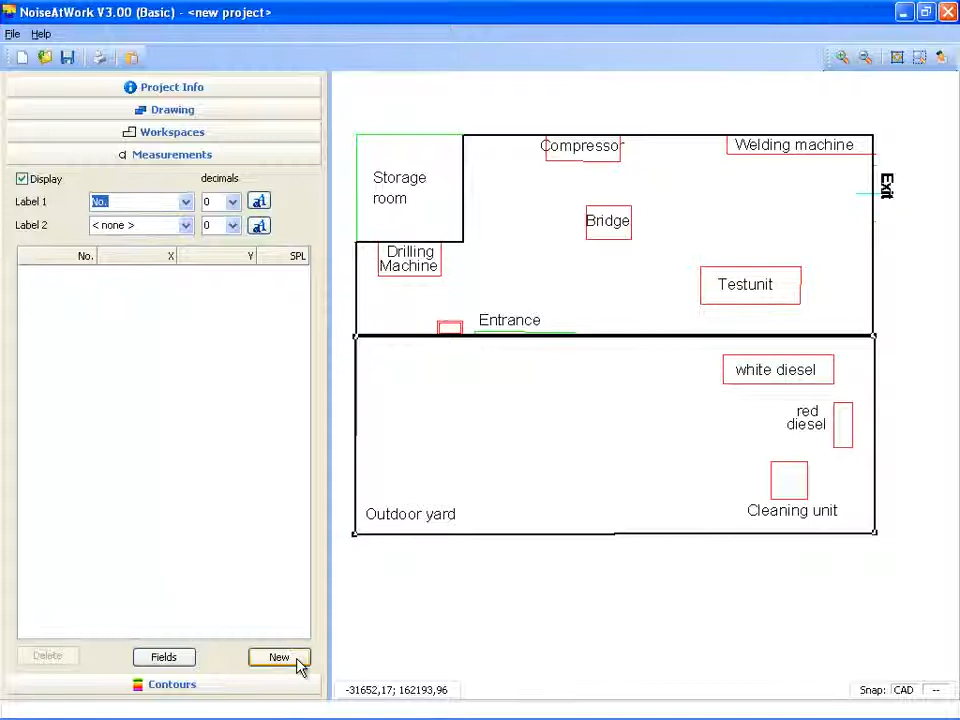 NoiseAtWork V3.00 (Basic) - <new project>
File Help
Project Info
Drawing
Workspaces
Measurements
Display decimals
Label 1 No. 0 aA
Label 2 < none > 0 aA
No. X Y SPL
Delete Fields New
Contours
Storage
room
Compressor
Welding machine
Exit
Bridge
Drilling
Machine
Testunit
Entrance
white diesel
red
diesel
Cleaning unit
Outdoor yard
-31652,17; 162193,96
Snap: CAD --